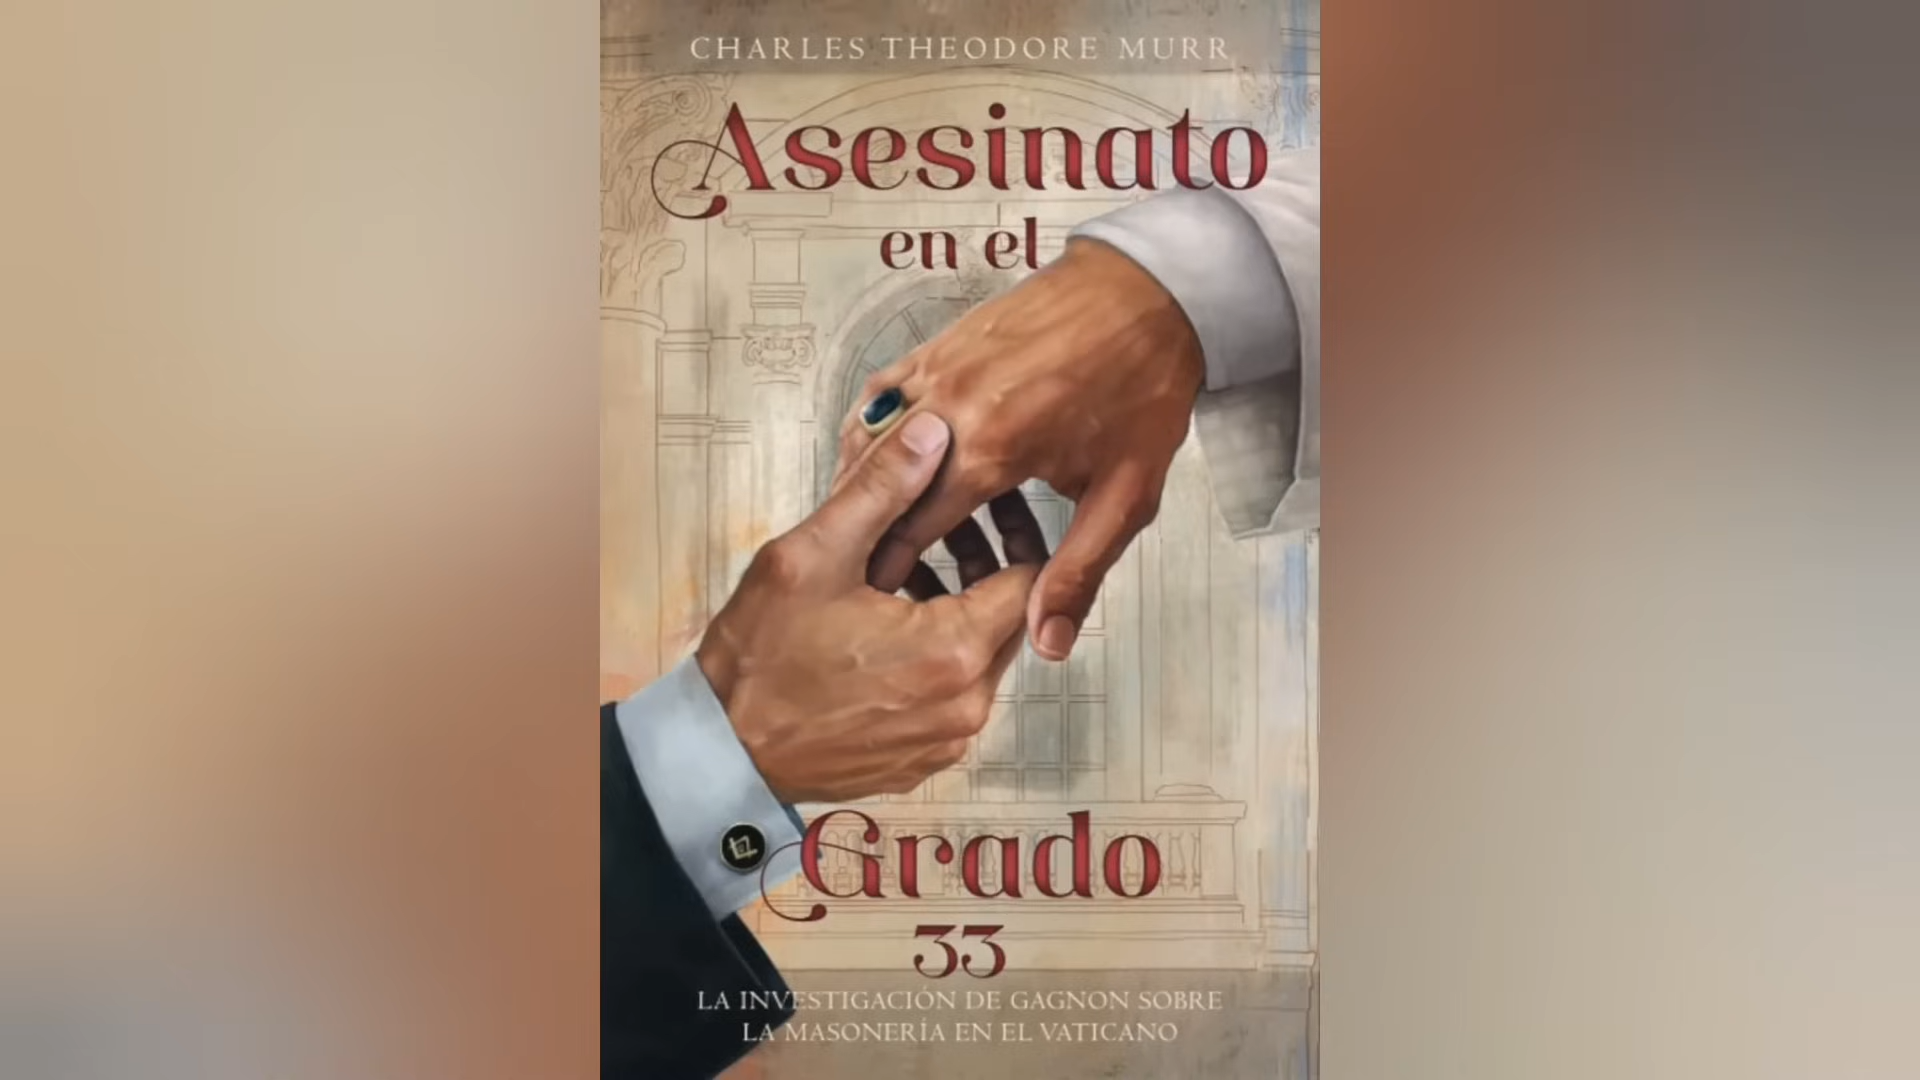 CHARLES THEODORE MURR
Asesinato
en el
Grado
33
LA INVESTIGACIÓN DE GAGNON SOBRE
LA MASONERÍA EN EL VATICANO